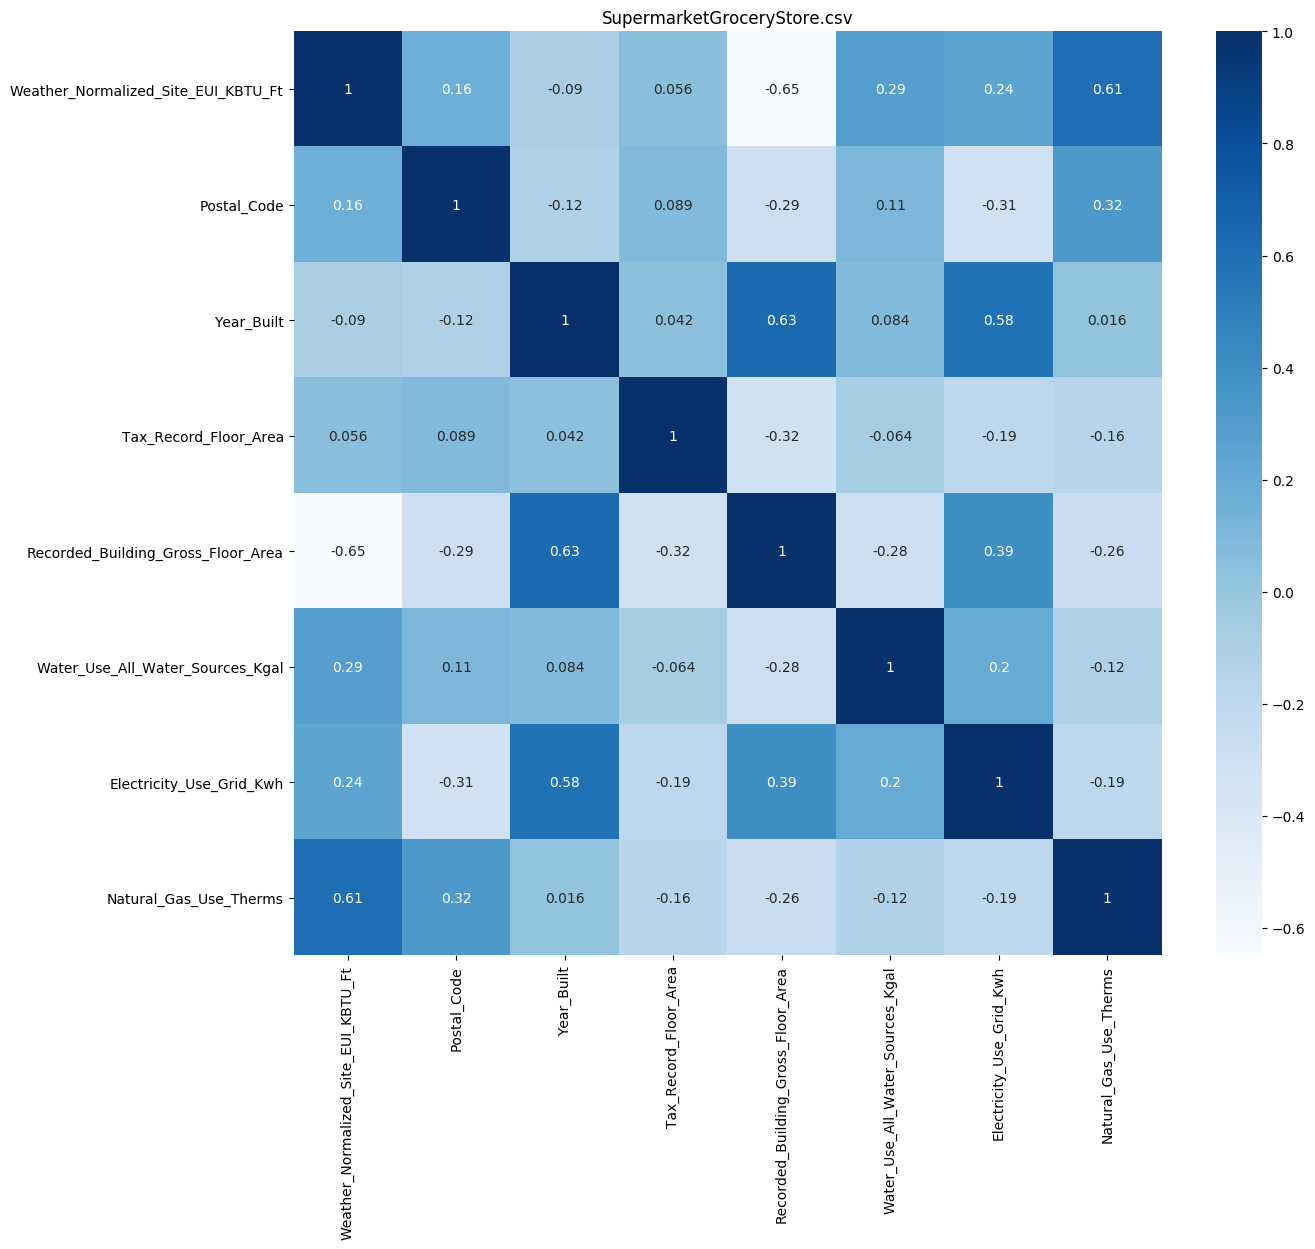 SupermarketGroceryStore.csv
Weather_Normalized_Site_EUI_KBTU_Ft 1 0.16 -0.09 0.056 -0.65 0.29 0.24 0.61
Postal_Code 0.16 1 -0.12 0.089 -0.29 0.11 -0.31 0.32
Year_Built -0.09 -0.12 1 0.042 0.63 0.084 0.58 0.016
Tax_Record_Floor_Area 0.056 0.089 0.042 1 -0.32 -0.064 -0.19 -0.16
Recorded_Building_Gross_Floor_Area -0.65 -0.29 0.63 -0.32 1 -0.28 0.39 -0.26
Water_Use_All_Water_Sources_Kgal 0.29 0.11 0.084 -0.064 -0.28 1 0.2 -0.12
Electricity_Use_Grid_Kwh 0.24 -0.31 0.58 -0.19 0.39 0.2 1 -0.19
Natural_Gas_Use_Therms 0.61 0.32 0.016 -0.16 -0.26 -0.12 -0.19 1
Weather_Normalized_Site_EUI_KBTU_Ft
Postal_Code
Year_Built
Tax_Record_Floor_Area
Recorded_Building_Gross_Floor_Area
Water_Use_All_Water_Sources_Kgal
Electricity_Use_Grid_Kwh
Natural_Gas_Use_Therms
1.0
0.8
0.6
0.4
0.2
0.0
−0.2
−0.4
−0.6